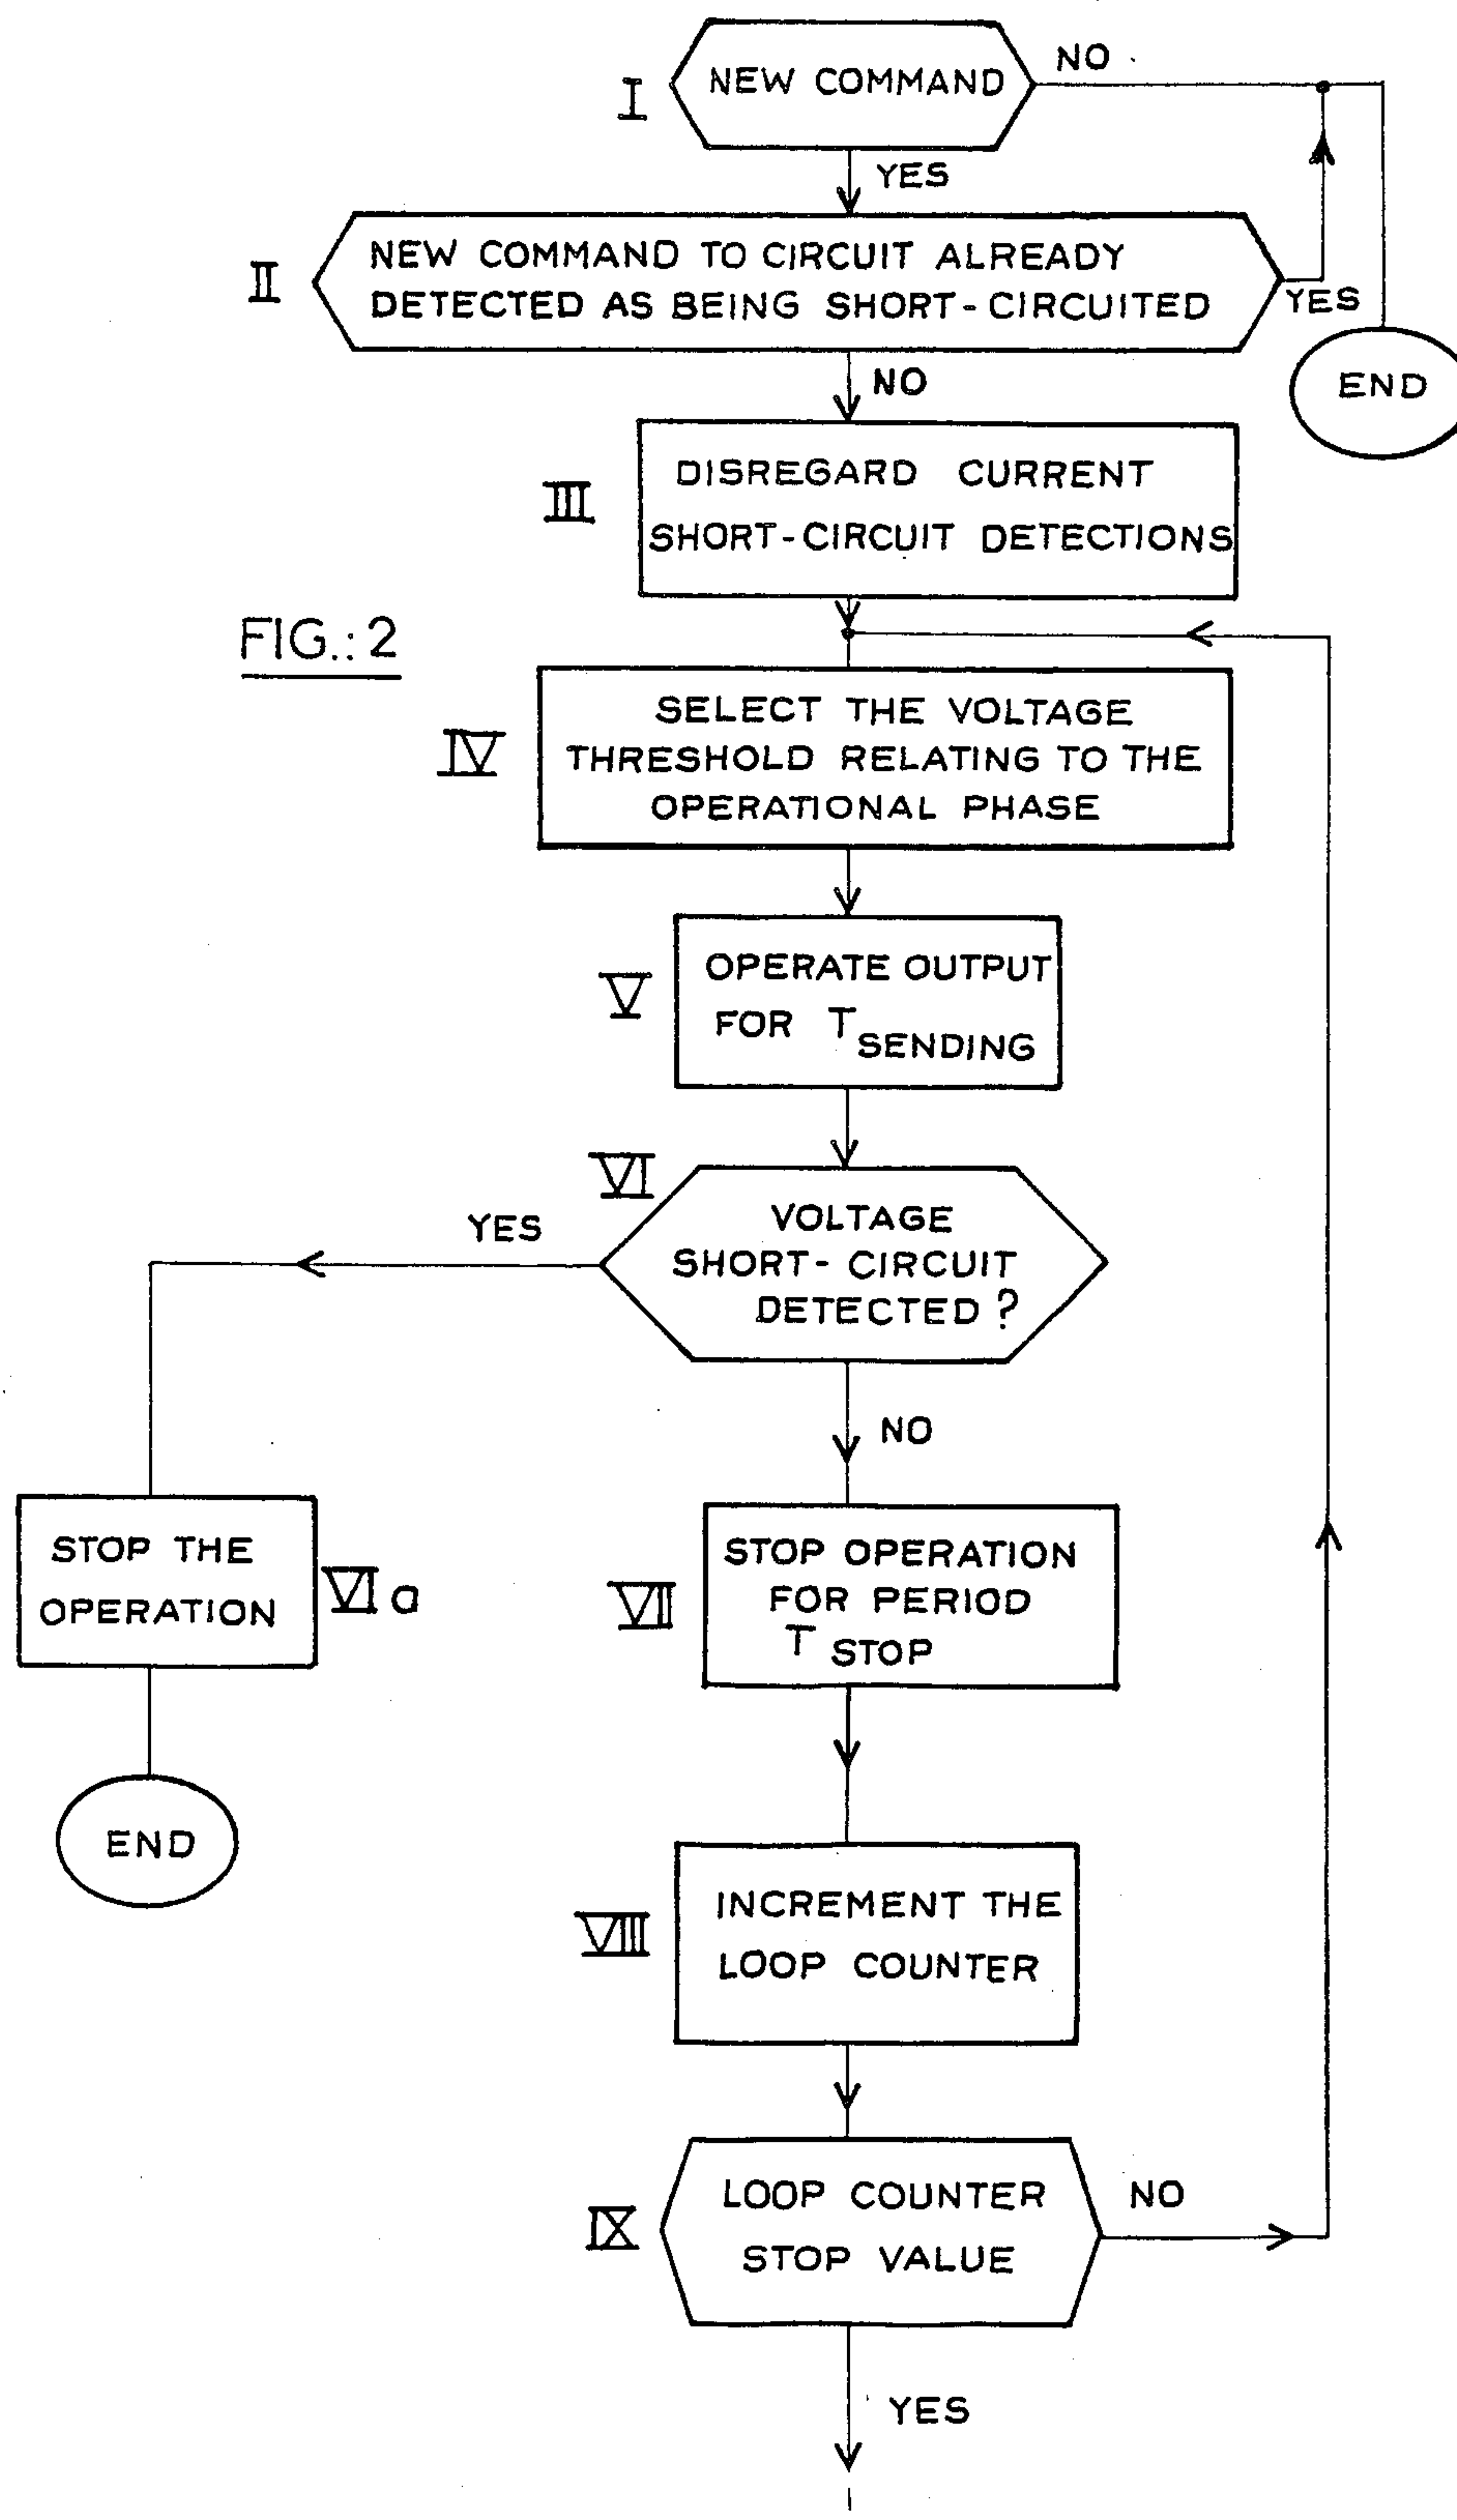 NEW COMMAND
NO
I
YES
NEW COMMAND TO CIRCUIT ALREADY
DETECTED AS BEING SHORT-CIRCUITED
II
YES
END
NO
DISREGARD CURRENT
SHORT-CIRCUIT DETECTIONS
III
FIG.:2
SELECT THE VOLTAGE
THRESHOLD RELATING TO THE
OPERATIONAL PHASE
IV
OPERATE OUTPUT
FOR T SENDING
V
VI
VOLTAGE
SHORT-CIRCUIT
DETECTED ?
YES
NO
STOP THE
OPERATION
VIa
STOP OPERATION
FOR PERIOD
T STOP
VII
END
INCREMENT THE
LOOP COUNTER
VIII
LOOP COUNTER
STOP VALUE
NO
IX
YES